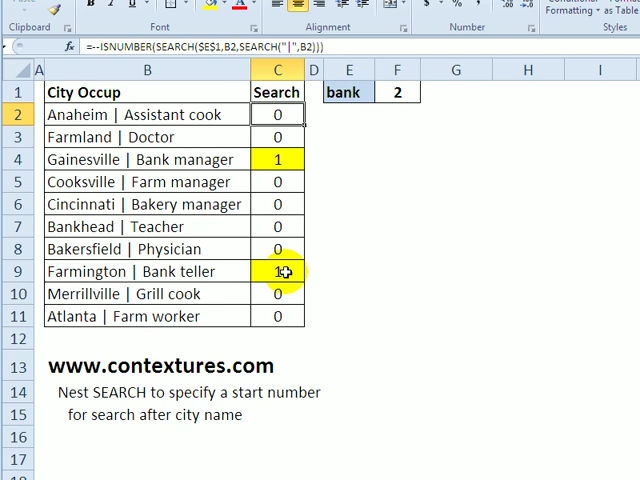 B I U A
$ % , .0 .00 Conditional Format
Formatting as Table
Clipboard Font Alignment Number Styles
fx =--ISNUMBER(SEARCH($E$1,B2,SEARCH("|",B2)))
A B C D E F G H I
1 City Occup Search bank 2
2 Anaheim | Assistant cook 0
3 Farmland | Doctor 0
4 Gainesville | Bank manager 1
5 Cooksville | Farm manager 0
6 Cincinnati | Bakery manager 0
7 Bankhead | Teacher 0
8 Bakersfield | Physician 0
9 Farmington | Bank teller 1
10 Merrillville | Grill cook 0
11 Atlanta | Farm worker 0
12
13 www.contextures.com
14 Nest SEARCH to specify a start number
15 for search after city name
16
17